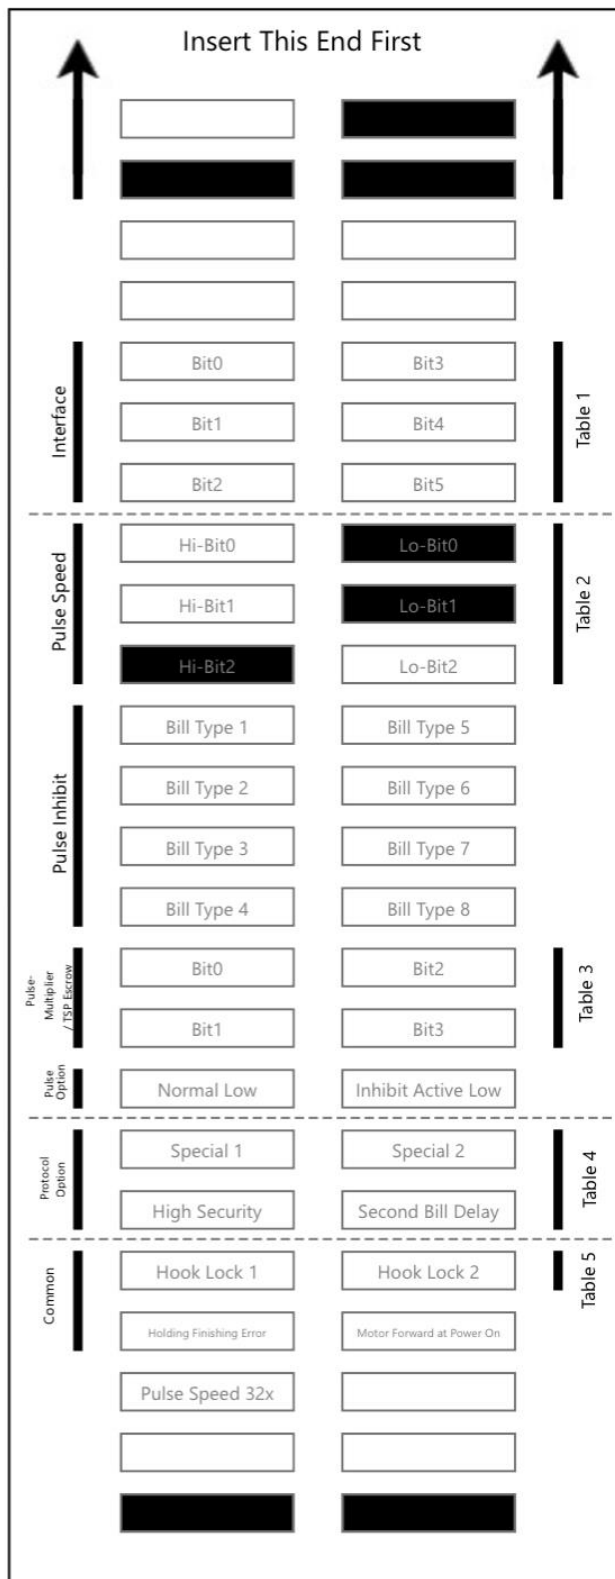 Insert This End First
Interface
Bit0
Bit3
Table 1
Bit1
Bit4
Bit2
Bit5
Pulse Speed
Hi-Bit0
Lo-Bit0
Table 2
Hi-Bit1
Lo-Bit1
Hi-Bit2
Lo-Bit2
Pulse Inhibit
Bill Type 1
Bill Type 5
Bill Type 2
Bill Type 6
Bill Type 3
Bill Type 7
Bill Type 4
Bill Type 8
Pulse-
Multiplier
/ TSP Escrow
Bit0
Bit2
Table 3
Bit1
Bit3
Pulse
Option
Normal Low
Inhibit Active Low
Protocol
Option
Special 1
Special 2
Table 4
High Security
Second Bill Delay
Common
Hook Lock 1
Hook Lock 2
Table 5
Holding Finishing Error
Motor Forward at Power On
Pulse Speed 32x